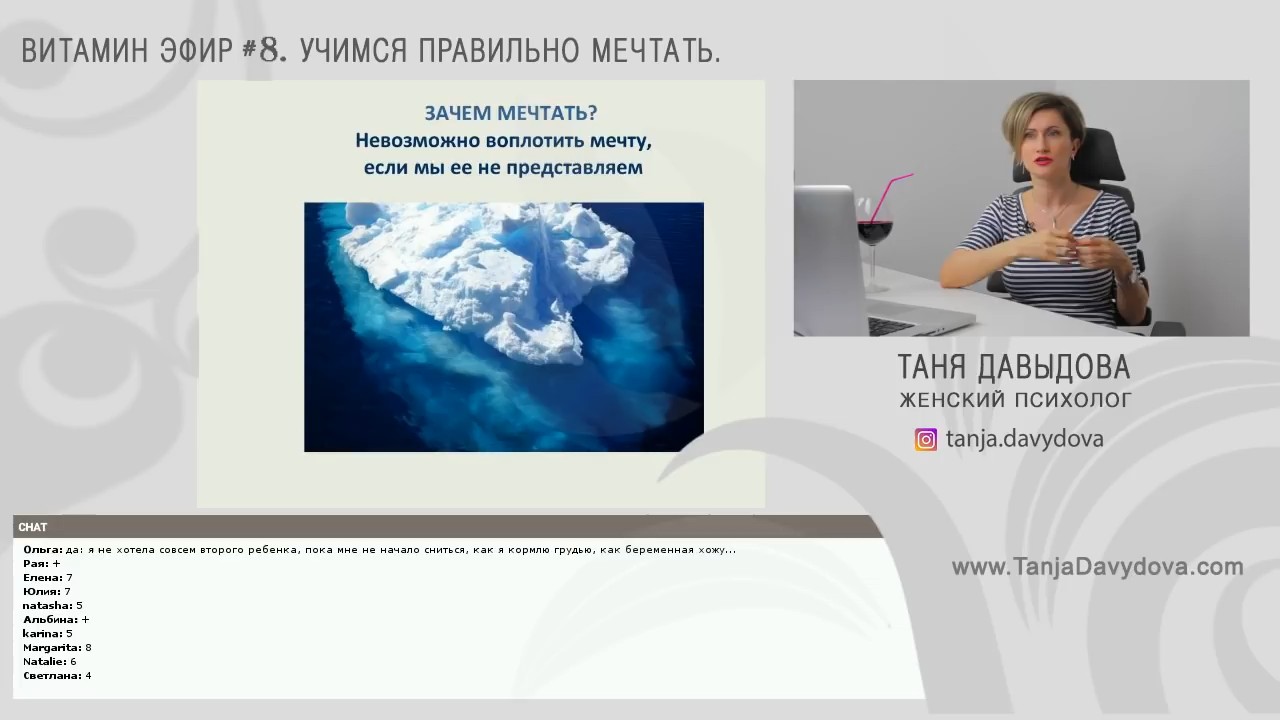 ВИТАМИН ЭФИР #8. УЧИМСЯ ПРАВИЛЬНО МЕЧТАТЬ.
ЗАЧЕМ МЕЧТАТЬ?
Невозможно воплотить мечту,
если мы ее не представляем
ТАНЯ ДАВЫДОВА
ЖЕНСКИЙ ПСИХОЛОГ
tanja.davydova
CHAT
Ольга: да: я не хотела совсем второго ребенка, пока мне не начало сниться, как я кормлю грудью, как беременная хожу...
Рая: +
Елена: 7
Юлия: 7
natasha: 5
Альбина: +
karina: 5
Margarita: 8
Natalie: 6
Светлана: 4
www.TanjaDavydova.com